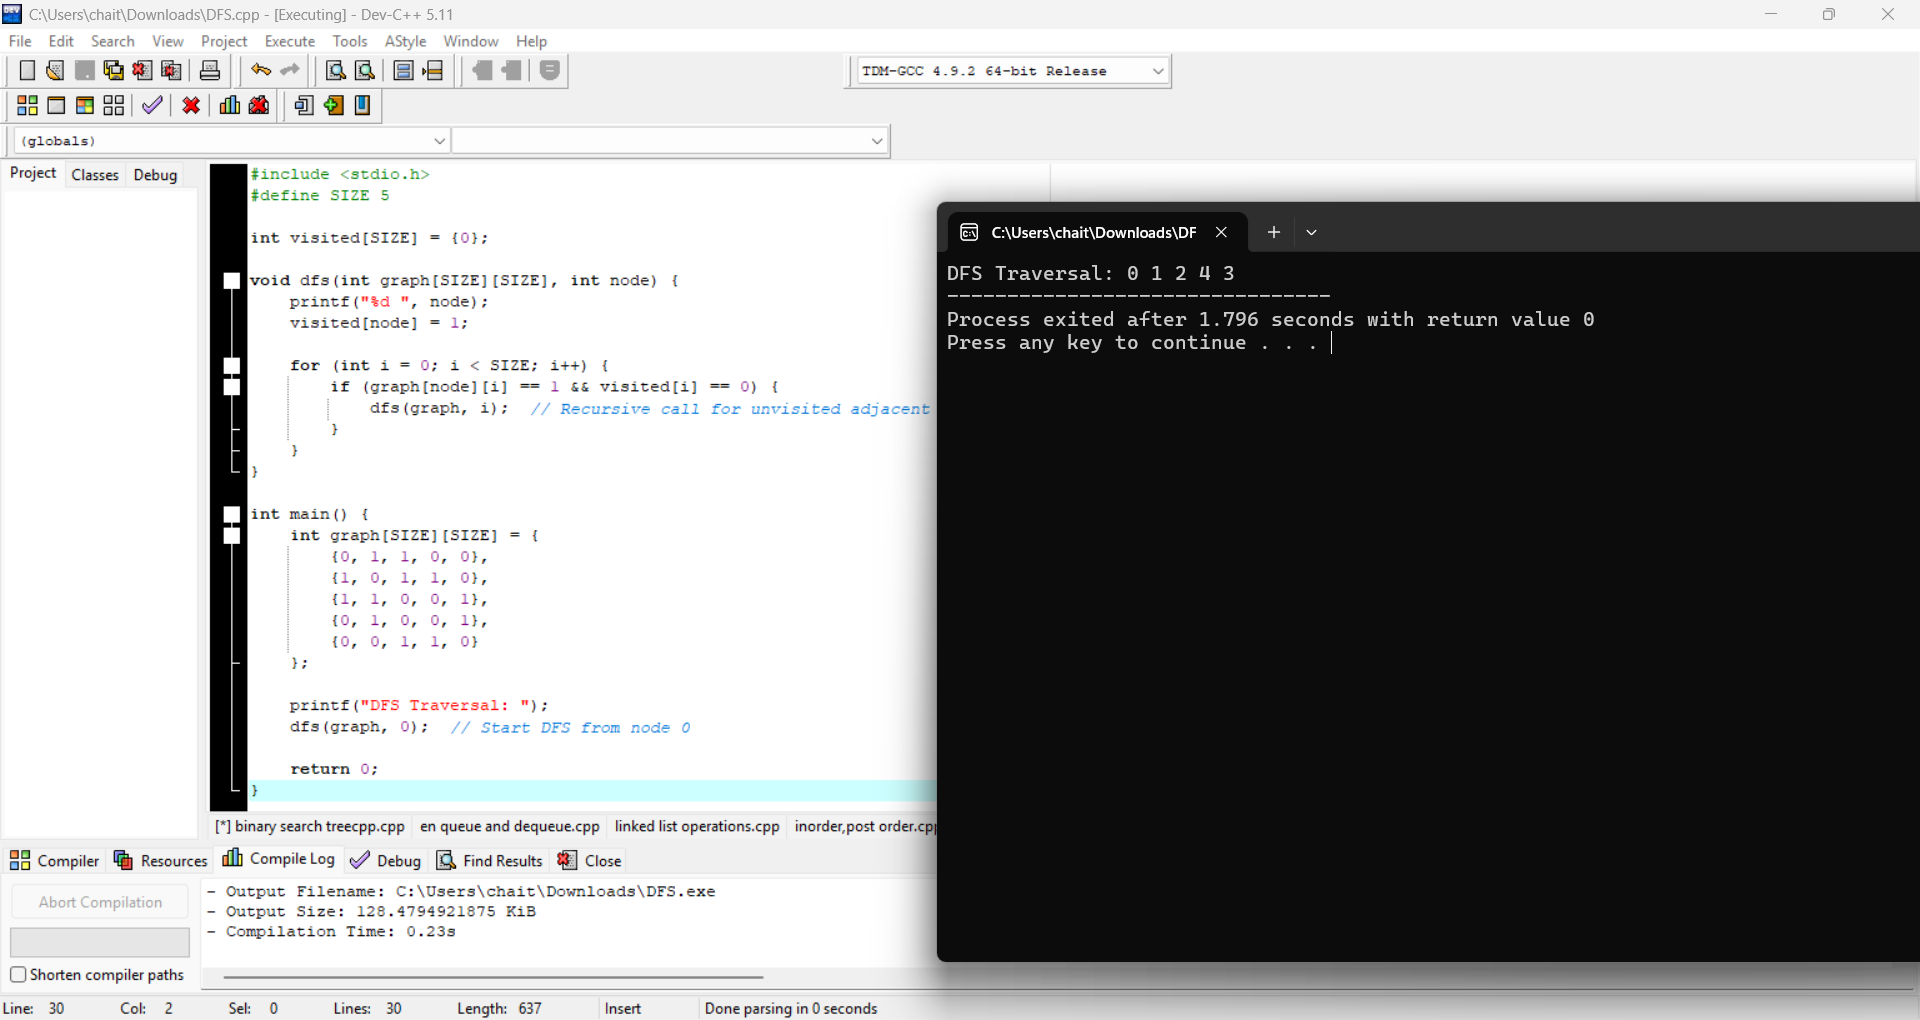 C:\Users\chait\Downloads\DFS.cpp - [Executing] - Dev-C++ 5.11
File Edit Search View Project Execute Tools AStyle Window Help
TDM-GCC 4.9.2 64-bit Release
(globals)
Project Classes Debug
#include <stdio.h>
#define SIZE 5
int visited[SIZE] = {0};
void dfs(int graph[SIZE][SIZE], int node) {
printf("%d ", node);
visited[node] = 1;
for (int i = 0; i < SIZE; i++) {
if (graph[node][i] == 1 && visited[i] == 0) {
dfs(graph, i); // Recursive call for unvisited adjacent
}
}
}
int main() {
int graph[SIZE][SIZE] = {
{0, 1, 1, 0, 0},
{1, 0, 1, 1, 0},
{1, 1, 0, 0, 1},
{0, 1, 0, 0, 1},
{0, 0, 1, 1, 0}
};
printf("DFS Traversal: ");
dfs(graph, 0); // Start DFS from node 0
return 0;
}
C:\Users\chait\Downloads\DF
DFS Traversal: 0 1 2 4 3
--------------------------------
Process exited after 1.796 seconds with return value 0
Press any key to continue . . .
[*] binary search treecpp.cpp en queue and dequeue.cpp linked list operations.cpp inorder,post order.cpp
Compiler Resources Compile Log Debug Find Results Close
Abort Compilation
Shorten compiler paths
- Output Filename: C:\Users\chait\Downloads\DFS.exe
- Output Size: 128.4794921875 KiB
- Compilation Time: 0.23s
Line: 30 Col: 2 Sel: 0 Lines: 30 Length: 637 Insert Done parsing in 0 seconds